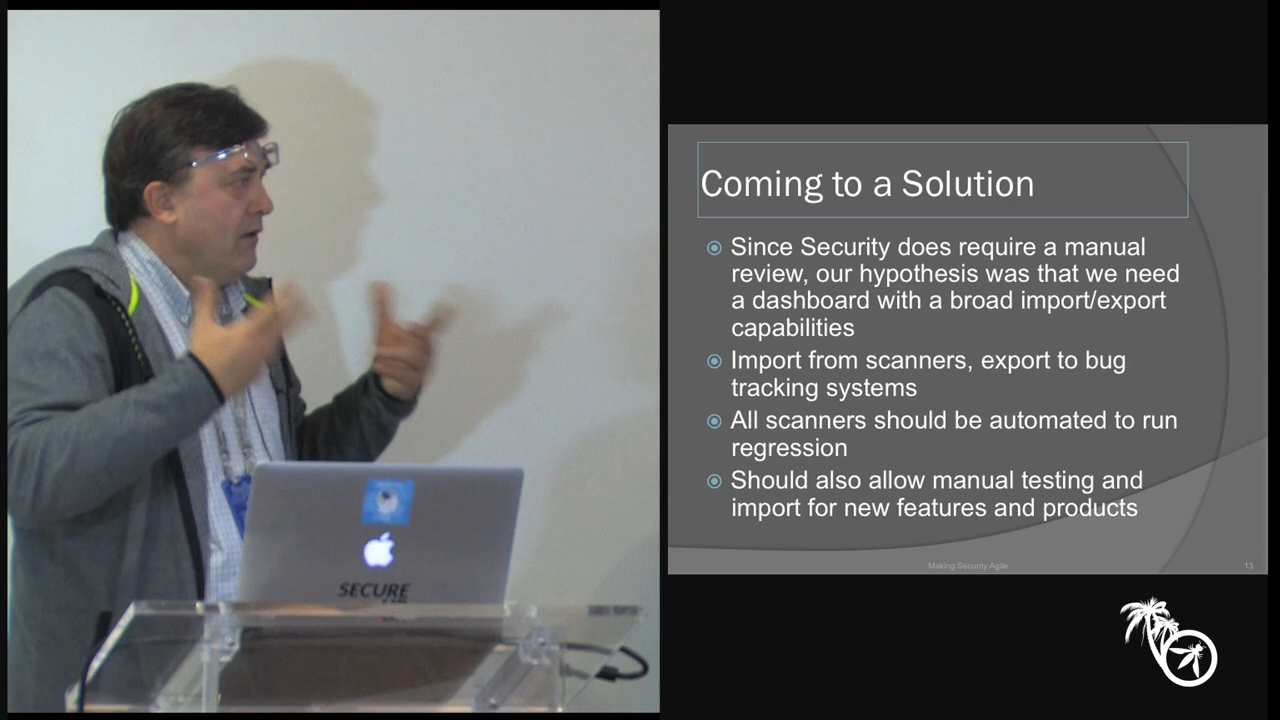 Coming to a Solution
Since Security does require a manual
review, our hypothesis was that we need
a dashboard with a broad import/export
capabilities
Import from scanners, export to bug
tracking systems
All scanners should be automated to run
regression
Should also allow manual testing and
import for new features and products
Making Security Agile
13
SECURE